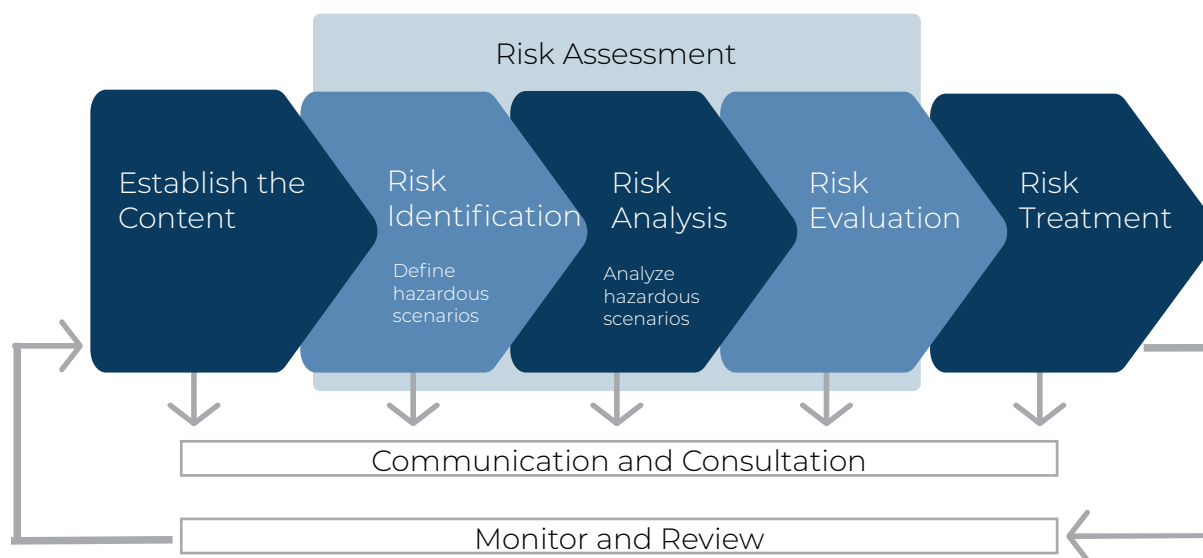 Risk Assessment
Establish the
Content
Risk
Identification
Define
hazardous
scenarios
Risk
Analysis
Analyze
hazardous
scenarios
Risk
Evaluation
Risk
Treatment
Communication and Consultation
Monitor and Review